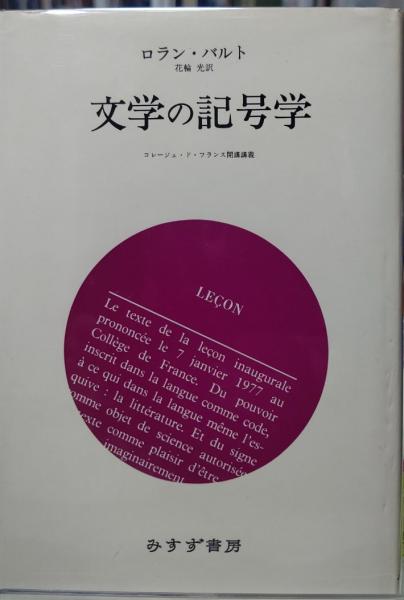 ロラン・バルト
花輪 光訳
文学の記号学
コレージュ・ド・フランス開講講義
LEÇON
Le texte de la leçon inaugurale
prononcée le 7 janvier 1977 au
Collège de France. Du pouvoir
inscrit dans la langue comme code,
à ce qui dans la langue même l'es-
quive : la littérature. Et du signe
omme objet de science autorisée
texte comme plaisir d'être
imaginairement
みすず書房